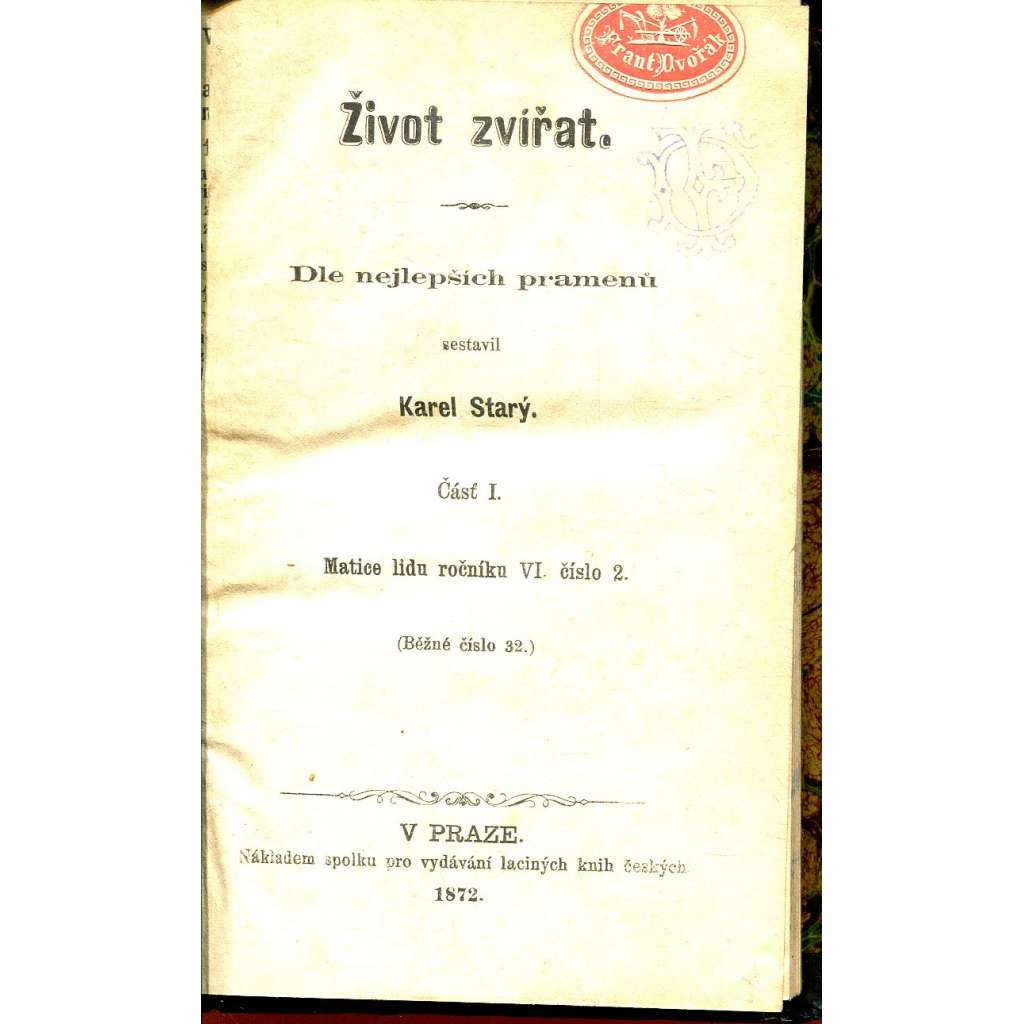 Frant. Dvořák
Život zvířat.
Dle nejlepších pramenů
sestavil
Karel Starý.
Část I.
Matice lidu ročníku VI. číslo 2.
(Běžné číslo 32.)
V PRAZE.
Nákladem spolku pro vydávání laciných knih českých.
1872.